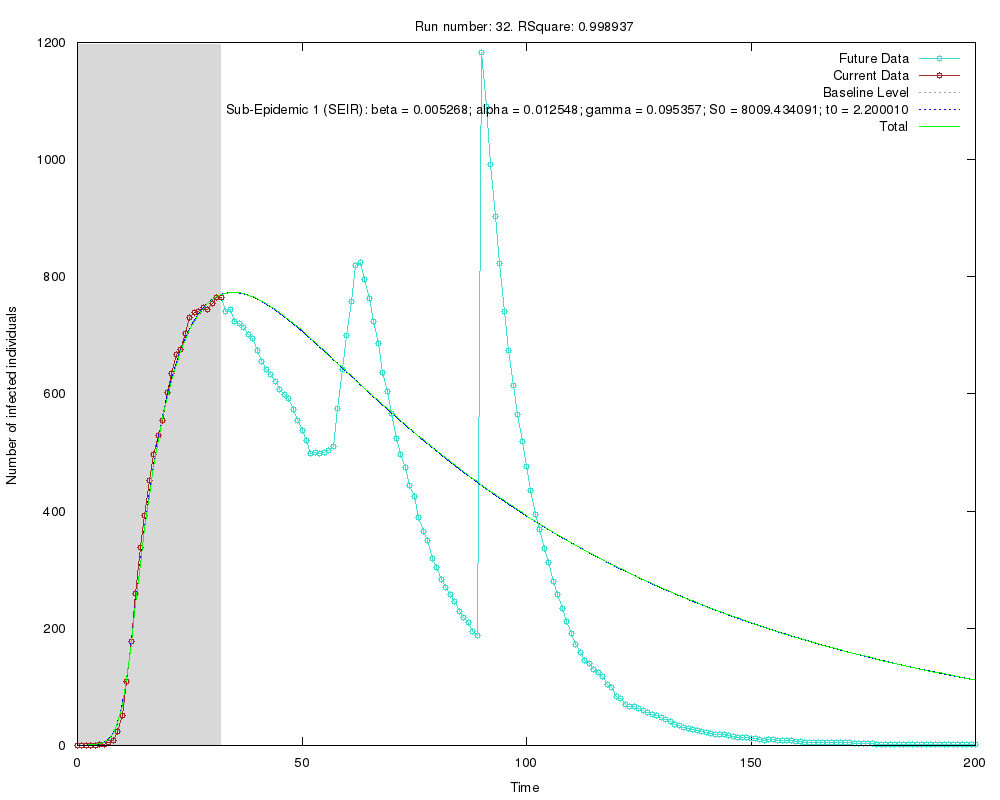 Run number: 32. RSquare: 0.998937
1200
1000
800
600
400
200
0
Number of infected individuals
Future Data
Current Data
Baseline Level
Sub-Epidemic 1 (SEIR): beta = 0.005268; alpha = 0.012548; gamma = 0.095357; S0 = 8009.434091; t0 = 2.200010
Total
0 50 100 150 200
Time